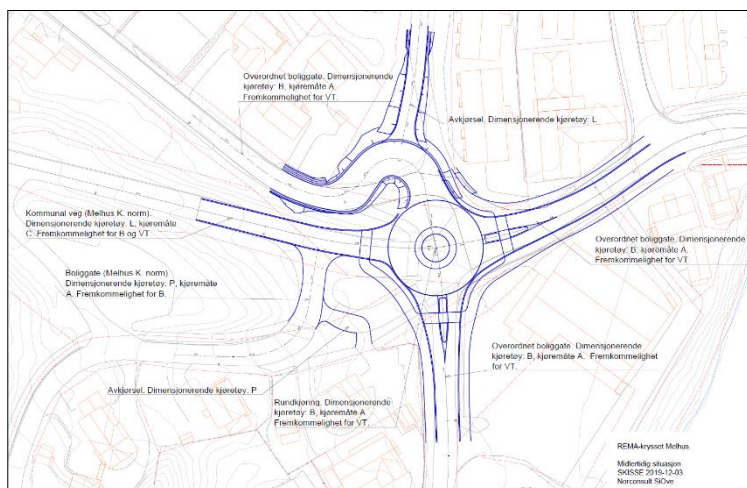 Overordnet boliggate. Dimensjonerende
kjøretøy: B, kjøremåte A.
Fremkommelighet for VT.
Avkjørsel. Dimensjonerende kjøretøy: L
Kommunal veg (Melhus K. norm).
Dimensjonerende kjøretøy: L, kjøremåte
C. Fremkommelighet for B og VT
Overordnet boliggate. Dimensjonerende
kjøretøy: B, kjøremåte A.
Fremkommelighet for VT.
Boliggate (Melhus K. norm)
Dimensjonerende kjøretøy: P, kjøremåte
A. Fremkommelighet for B.
Overordnet boliggate. Dimensjonerende
kjøretøy: B, kjøremåte A. Fremkommelighet
for VT.
Avkjørsel. Dimensjonerende kjøretøy: P
Rundkjøring. Dimensjonerende
kjøretøy: B, kjøremåte A
Fremkommelighet for VT.
REMA-krysset Melhus
Midlertidig situasjon
SKISSE 2019-12-03
Norconsult SiOve